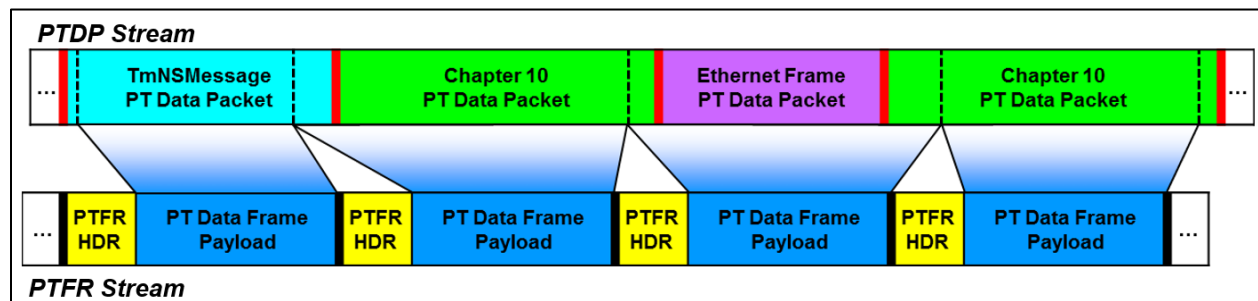 PTDP Stream
...
TmNSMessage
PT Data Packet
Chapter 10
PT Data Packet
Ethernet Frame
PT Data Packet
Chapter 10
PT Data Packet
...
...
PTFR
HDR
PT Data Frame
Payload
PTFR
HDR
PT Data Frame
Payload
PTFR
HDR
PT Data Frame
Payload
PTFR
HDR
PT Data Frame
Payload
...
PTFR Stream